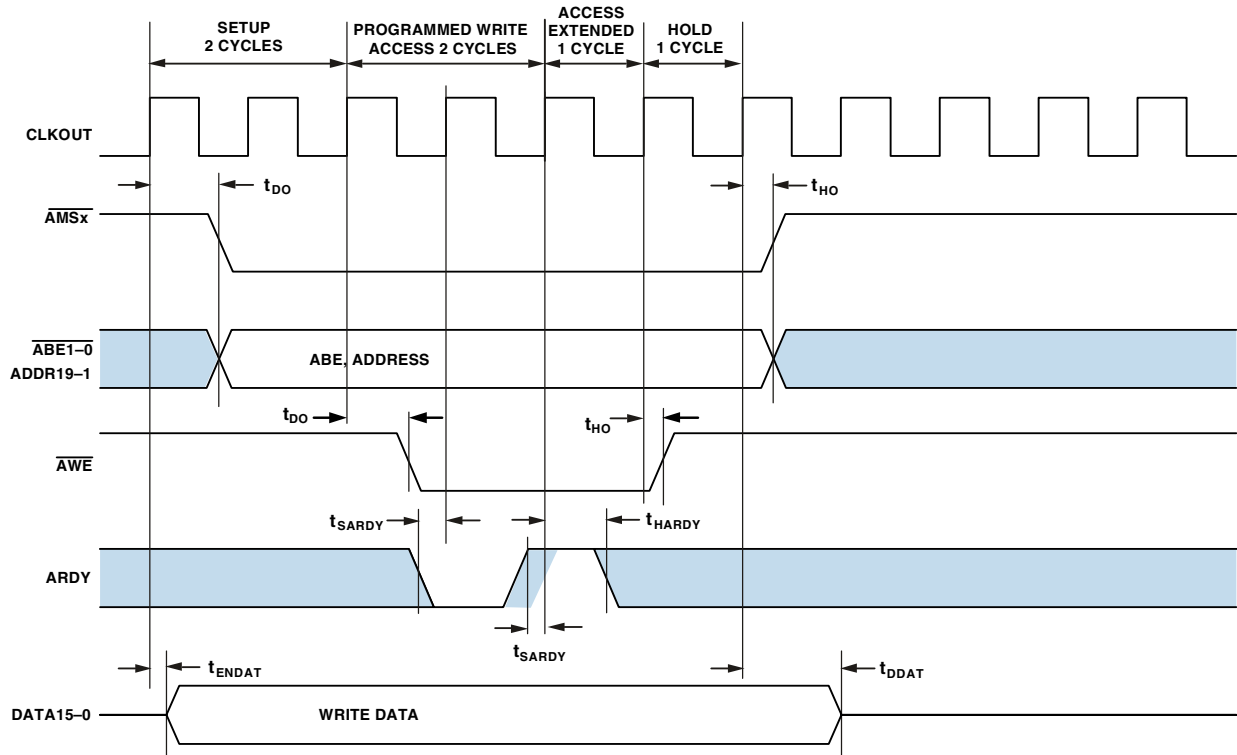 SETUP
2 CYCLES
PROGRAMMED WRITE
ACCESS 2 CYCLES
ACCESS
EXTENDED
1 CYCLE
HOLD
1 CYCLE
CLKOUT
tDO
tHO
AMSx
ABE1–0
ADDR19–1
ABE, ADDRESS
tDO
tHO
AWE
tSARDY
tHARDY
ARDY
tSARDY
tENDAT
tDDAT
DATA15–0
WRITE DATA